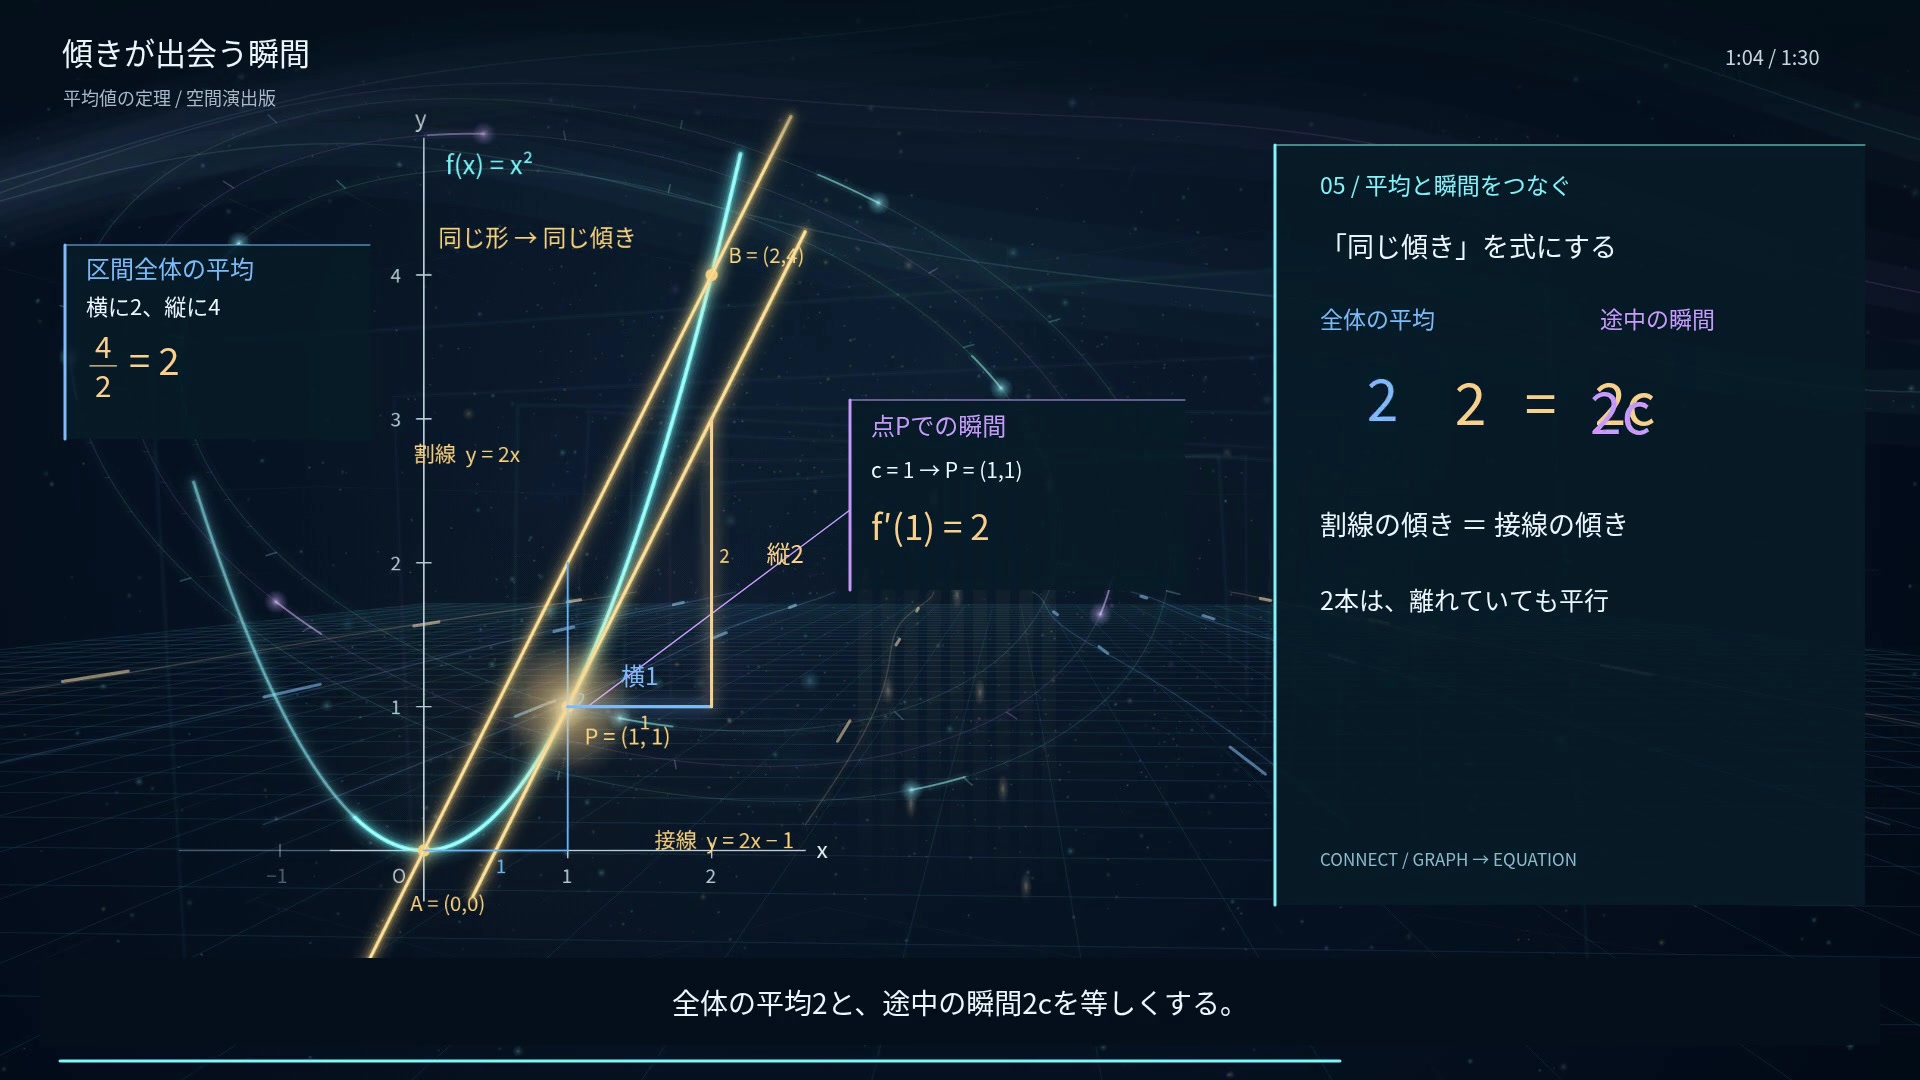 傾きが出会う瞬間
平均値の定理 / 空間演出版
1:04 / 1:30
y
f(x) = x²
同じ形 → 同じ傾き
B = (2,4)
区間全体の平均
横に2、縦に4
4
2
= 2
4
3
2
1
割線 y = 2x
点Pでの瞬間
c = 1 → P = (1,1)
f′(1) = 2
2
縦2
横1
1
P = (1, 1)
接線 y = 2x − 1
x
−1
O
1
1
2
A = (0,0)
05 / 平均と瞬間をつなぐ
「同じ傾き」を式にする
全体の平均
途中の瞬間
2 2 = 2c
2c
割線の傾き ＝ 接線の傾き
2本は、離れていても平行
CONNECT / GRAPH → EQUATION
全体の平均2と、途中の瞬間2cを等しくする。